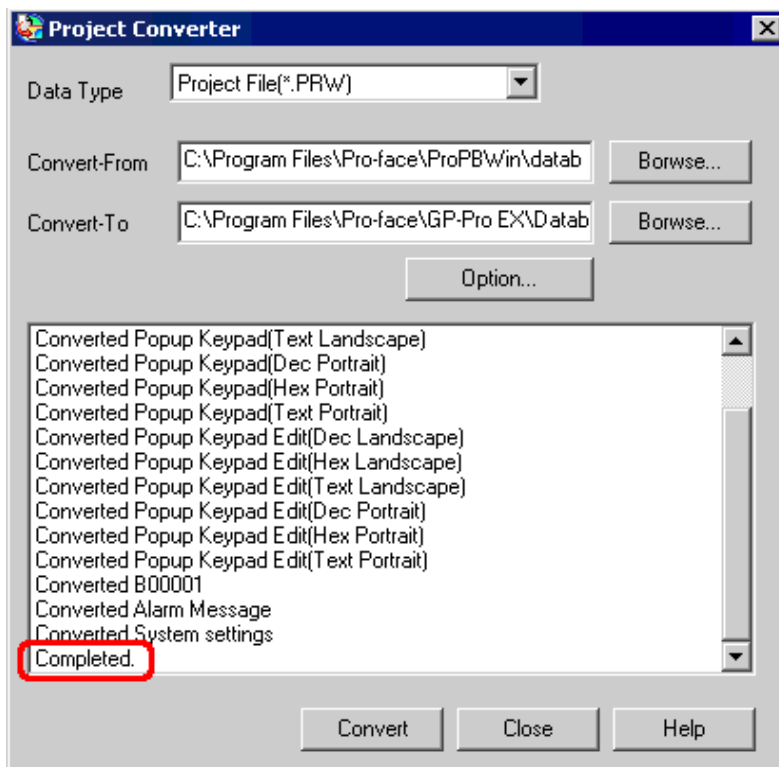 Project Converter
Data Type Project File(*.PRW)
Convert-From C:\Program Files\Pro-face\ProPBWin\datab Borwse...
Convert-To C:\Program Files\Pro-face\GP-Pro EX\Datab Borwse...
Option...
Converted Popup Keypad(Text Landscape)
Converted Popup Keypad(Dec Portrait)
Converted Popup Keypad(Hex Portrait)
Converted Popup Keypad(Text Portrait)
Converted Popup Keypad Edit(Dec Landscape)
Converted Popup Keypad Edit(Hex Landscape)
Converted Popup Keypad Edit(Text Landscape)
Converted Popup Keypad Edit(Dec Portrait)
Converted Popup Keypad Edit(Hex Portrait)
Converted Popup Keypad Edit(Text Portrait)
Converted B00001
Converted Alarm Message
Converted System settings
Completed.
Convert Close Help